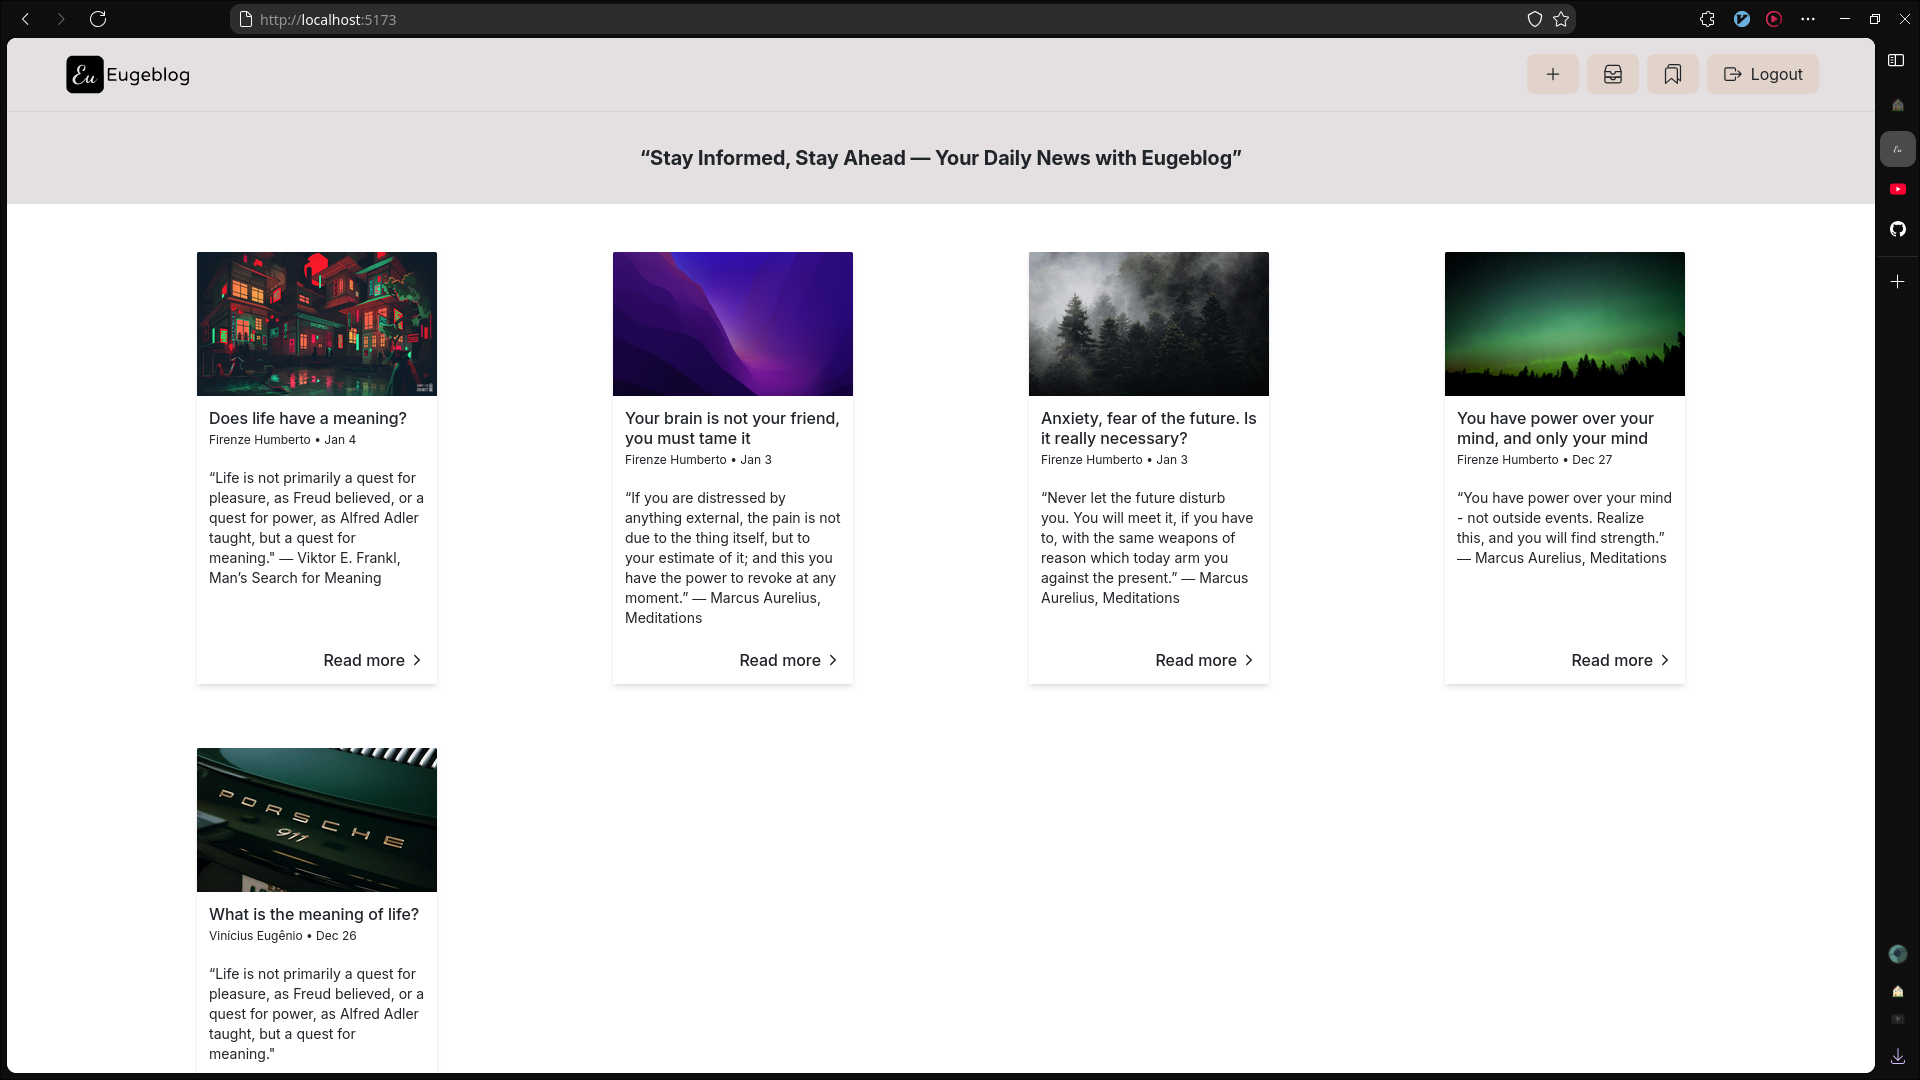 http://localhost:5173
Eu Eugeblog
Logout
“Stay Informed, Stay Ahead — Your Daily News with Eugeblog”
Does life have a meaning?
Firenze Humberto • Jan 4
“Life is not primarily a quest for
pleasure, as Freud believed, or a
quest for power, as Alfred Adler
taught, but a quest for
meaning." — Viktor E. Frankl,
Man’s Search for Meaning
Read more
Your brain is not your friend,
you must tame it
Firenze Humberto • Jan 3
“If you are distressed by
anything external, the pain is not
due to the thing itself, but to
your estimate of it; and this you
have the power to revoke at any
moment.” — Marcus Aurelius,
Meditations
Read more
Anxiety, fear of the future. Is
it really necessary?
Firenze Humberto • Jan 3
“Never let the future disturb
you. You will meet it, if you have
to, with the same weapons of
reason which today arm you
against the present.” — Marcus
Aurelius, Meditations
Read more
You have power over your
mind, and only your mind
Firenze Humberto • Dec 27
“You have power over your mind
- not outside events. Realize
this, and you will find strength.”
— Marcus Aurelius, Meditations
Read more
PORSCHE
911
What is the meaning of life?
Vinícius Eugênio • Dec 26
“Life is not primarily a quest for
pleasure, as Freud believed, or a
quest for power, as Alfred Adler
taught, but a quest for
meaning."